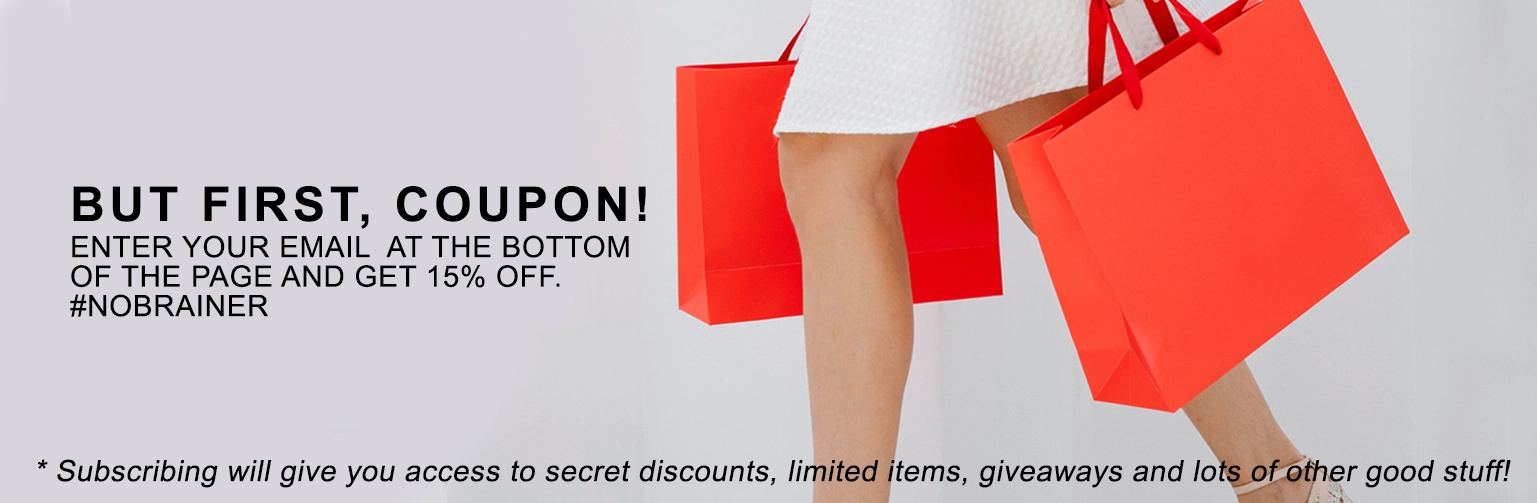 BUT FIRST, COUPON!
ENTER YOUR EMAIL AT THE BOTTOM
OF THE PAGE AND GET 15% OFF.
#NOBRAINER
* Subscribing will give you access to secret discounts, limited items, giveaways and lots of other good stuff!